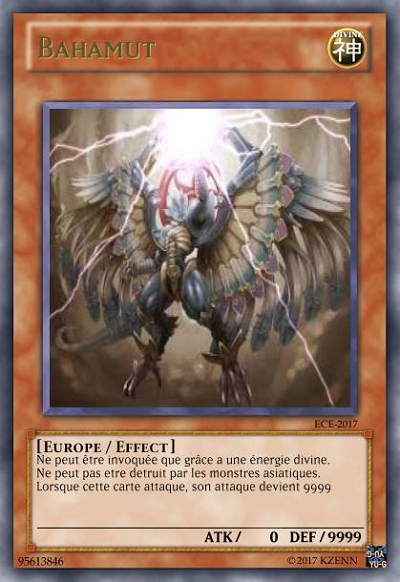 Bahamut
DIVINE
神
ECE-2017
[Europe / Effect]
Ne peut être invoquée que grâce a une énergie divine.
Ne peut pas etre detruit par les monstres asiatiques.
Lorsque cette carte attaque, son attaque devient 9999
ATK / 0 DEF / 9999
95613846 ©2017 KZENN